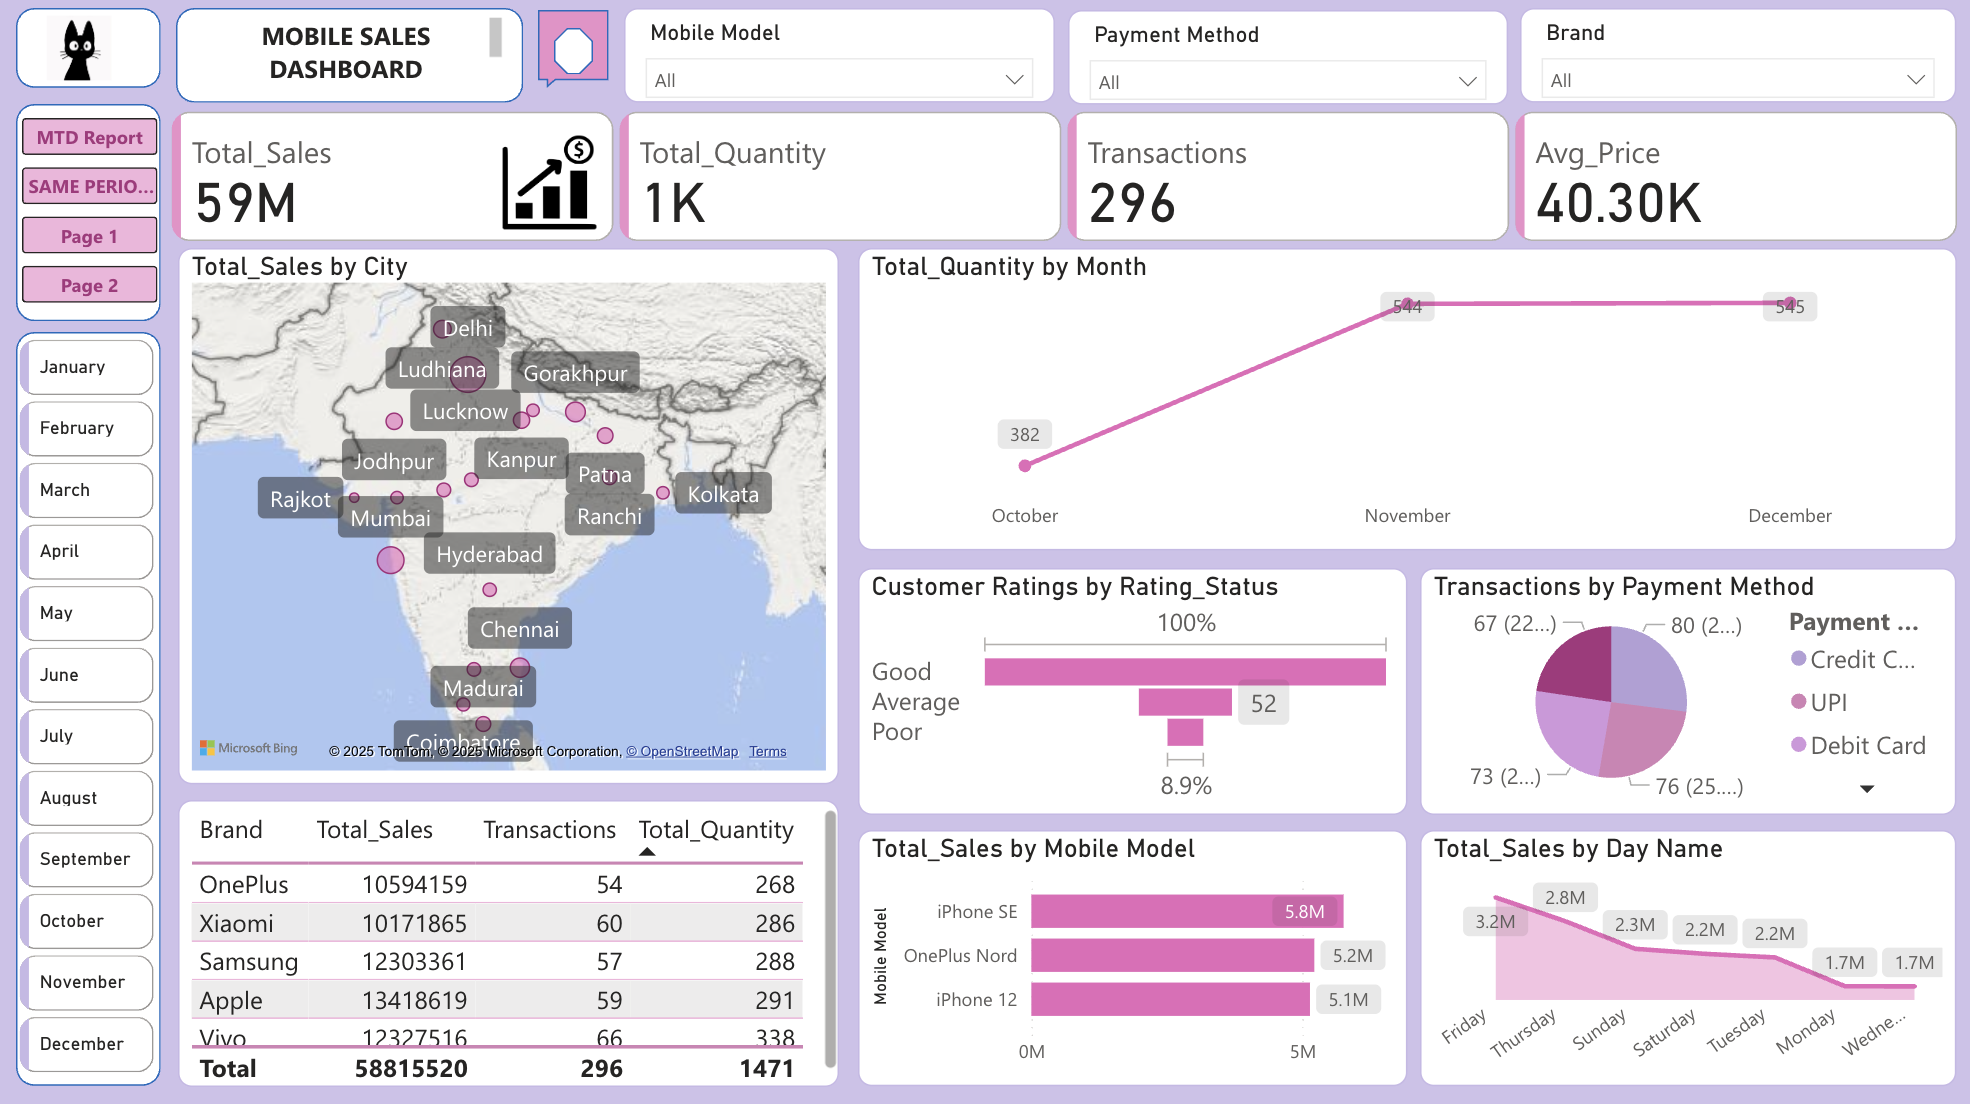 MOBILE SALES
DASHBOARD
Mobile Model
All
Payment Method
All
Brand
All
MTD Report
SAME PERIO...
Page 1
Page 2
Total_Sales
59M
$
Total_Quantity
1K
Transactions
296
Avg_Price
40.30K
January
February
March
April
May
June
July
August
September
October
November
December
Total_Sales by City
Delhi
Ludhiana
Gorakhpur
Lucknow
Jodhpur
Kanpur
Patna
Rajkot
Kolkata
Mumbai
Ranchi
Hyderabad
Chennai
Madurai
Coimbatore
Microsoft Bing
© 2025 TomTom, © 2025 Microsoft Corporation, © OpenStreetMap Terms
Total_Quantity by Month
544
545
382
October November December
Customer Ratings by Rating_Status
100%
Good
Average
52
Poor
8.9%
Transactions by Payment Method
67 (22...)
80 (2...)
73 (2...)
76 (25....)
Payment ...
Credit C...
UPI
Debit Card
Brand Total_Sales Transactions Total_Quantity
OnePlus 10594159 54 268
Xiaomi 10171865 60 286
Samsung 12303361 57 288
Apple 13418619 59 291
Vivo 12327516 66 338
Total 58815520 296 1471
Total_Sales by Mobile Model
Mobile Model
iPhone SE 5.8M
OnePlus Nord 5.2M
iPhone 12 5.1M
0M 5M
Total_Sales by Day Name
3.2M
2.8M
2.3M
2.2M
2.2M
1.7M
1.7M
Friday
Thursday
Sunday
Saturday
Tuesday
Monday
Wedne...